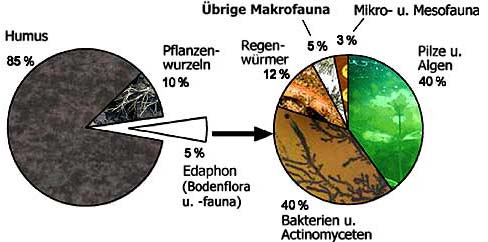 Humus
85 %
Pflanzen-
wurzeln
10 %
5 %
Edaphon
(Bodenflora
u. -fauna)
Übrige Makrofauna
5 %
Mikro- u. Mesofauna
3 %
Regen-
würmer
12 %
Pilze u.
Algen
40 %
40 %
Bakterien u.
Actinomyceten